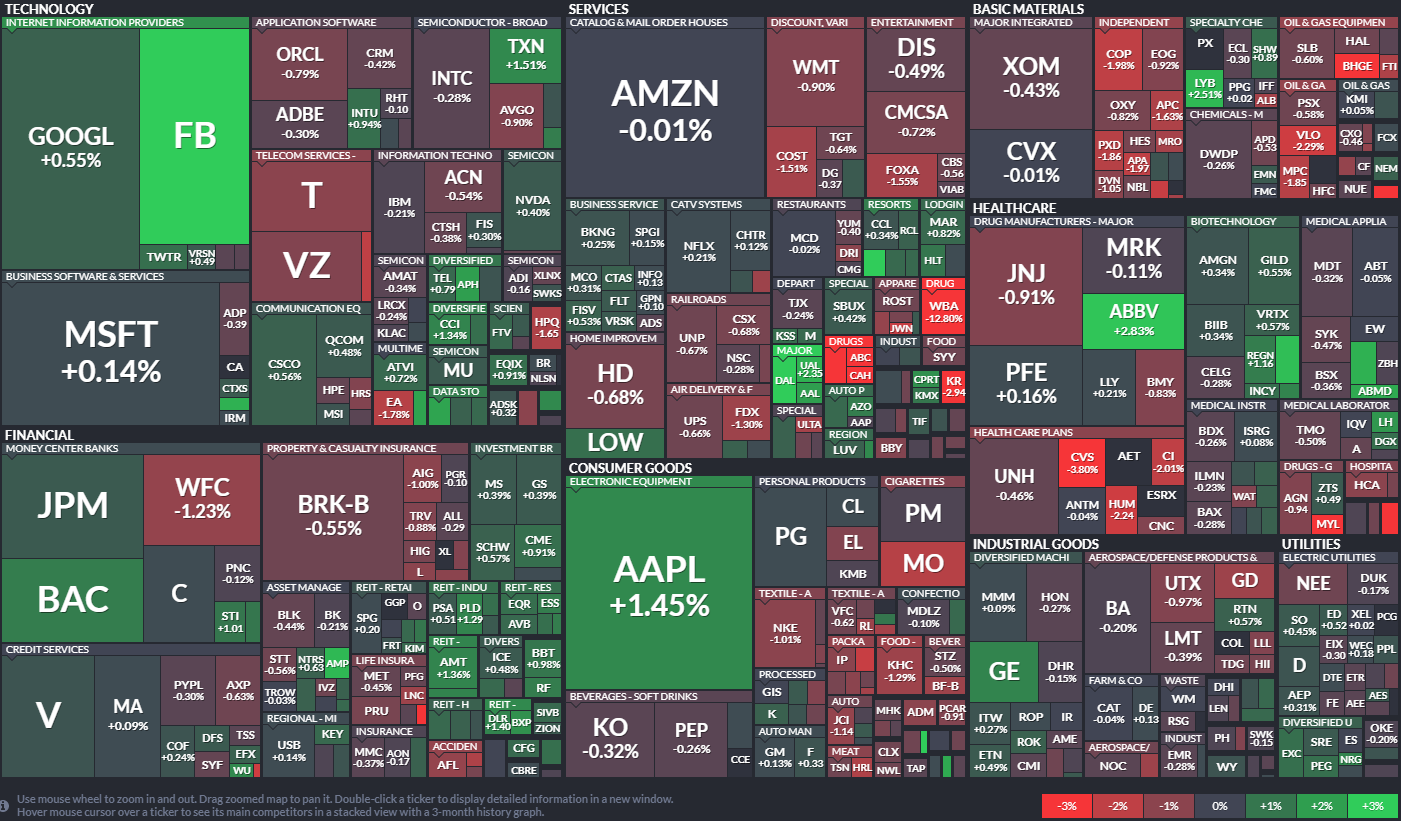 TECHNOLOGY
INTERNET INFORMATION PROVIDERS
GOOGL
+0.55%
FB
TWTR
VRSN
+0.49
APPLICATION SOFTWARE
ORCL
-0.79%
CRM
-0.42%
ADBE
-0.30%
INTU
+0.94%
RHT
-0.10
SEMICONDUCTOR - BROAD
INTC
-0.28%
TXN
+1.51%
AVGO
-0.90%
BUSINESS SOFTWARE & SERVICES
MSFT
+0.14%
ADP
-0.39
CA
CTXS
IRM
TELECOM SERVICES -
T
VZ
INFORMATION TECHNO
IBM
-0.21%
ACN
-0.54%
CTSH
-0.38%
FIS
+0.30%
SEMICON
NVDA
+0.40%
COMMUNICATION EQ
CSCO
+0.56%
QCOM
+0.48%
HPE
HRS
MSI
SEMICON
AMAT
-0.34%
LRCX
-0.24%
KLAC
DIVERSIFIED
TEL
+0.79
APH
SEMICON
ADI
-0.16
XLNX
SWKS
MULTIME
ATVI
+0.72%
EA
-1.78%
DIVERSIFIE
CCI
+1.34%
SCIEN
FTV
HPQ
-1.65
SEMICON
MU
EQIX
+0.91%
BR
NLSN
DATA STO
ADSK
+0.32
FINANCIAL
MONEY CENTER BANKS
JPM
WFC
-1.23%
BAC
C
PNC
-0.12%
STI
+1.01
PROPERTY & CASUALTY INSURANCE
BRK-B
-0.55%
AIG
-1.00%
PGR
-0.10
TRV
-0.88%
ALL
-0.29
HIG
XL
L
INVESTMENT BR
MS
+0.39%
GS
+0.39%
SCHW
+0.57%
CME
+0.91%
CREDIT SERVICES
V
MA
+0.09%
PYPL
-0.30%
AXP
-0.63%
COF
+0.24%
DFS
SYF
TSS
EFX
WU
ASSET MANAGE
BLK
-0.44%
BK
-0.21%
STT
-0.56%
NTRS
+0.63
AMP
TROW
-0.03%
IVZ
REGIONAL - MI
USB
+0.14%
KEY
REIT - RETAI
SPG
+0.20
GGP
O
FRT
KIM
LIFE INSURA
MET
-0.45%
PFG
LNC
PRU
INSURANCE
MMC
-0.37%
AON
-0.17
REIT - INDU
PSA
+0.51
PLD
+1.29
REIT - RES
EQR
ESS
AVB
REIT -
AMT
+1.36%
DIVERS
ICE
+0.48%
BBT
+0.98%
RF
REIT - H
REIT -
DLR
+1.40
BXP
SIVB
ZION
ACCIDEN
AFL
CFG
CBRE
SERVICES
CATALOG & MAIL ORDER HOUSES
AMZN
-0.01%
DISCOUNT, VARI
WMT
-0.90%
COST
-1.51%
TGT
-0.64%
DG
-0.37
ENTERTAINMENT
DIS
-0.49%
CMCSA
-0.72%
FOXA
-1.55%
CBS
-0.56
VIAB
BUSINESS SERVICE
BKNG
+0.25%
SPGI
+0.15%
MCO
+0.31%
CTAS
INFO
+0.13
FLT
GPN
+0.10
FISV
+0.53%
VRSK
ADS
CATV SYSTEMS
NFLX
+0.21%
CHTR
+0.12%
RESTAURANTS
MCD
-0.02%
YUM
-0.40
DRI
CMG
RESORTS
CCL
+0.34%
RCL
LODGIN
MAR
+0.82%
HLT
HOME IMPROVEM
HD
-0.68%
LOW
RAILROADS
UNP
-0.67%
CSX
-0.68%
NSC
-0.28%
AIR DELIVERY & F
UPS
-0.66%
FDX
-1.30%
DEPART
TJX
-0.24%
KSS
M
SPECIAL
SBUX
+0.42%
APPARE
ROST
JWN
DRUG
WBA
-12.80%
MAJOR
DAL
UAL
+2.35
AAL
DRUGS
ABC
CAH
INDUST
FOOD
SYY
SPECIAL
ULTA
AUTO P
AZO
AAP
CPRT
KMX
KR
-2.94
REGION
LUV
TIF
BBY
CONSUMER GOODS
ELECTRONIC EQUIPMENT
AAPL
+1.45%
PERSONAL PRODUCTS
PG
CL
EL
KMB
CIGARETTES
PM
MO
BEVERAGES - SOFT DRINKS
KO
-0.32%
PEP
-0.26%
CCE
TEXTILE - A
NKE
-1.01%
TEXTILE - A
VFC
-0.62
RL
CONFECTIO
MDLZ
-0.10%
PROCESSED
GIS
K
PACKA
IP
FOOD -
KHC
-1.29%
BEVER
STZ
-0.50%
BF-B
AUTO MAN
GM
+0.13%
F
+0.33
AUTO
JCI
-1.14
MHK
ADM
PCAR
-0.91
MEAT
TSN
HRL
CLX
NWL
TAP
BASIC MATERIALS
MAJOR INTEGRATED
XOM
-0.43%
CVX
-0.01%
INDEPENDENT
COP
-1.98%
EOG
-0.92%
OXY
-0.82%
APC
-1.63%
PXD
-1.86
HES
MRO
APA
-1.97
DVN
-1.05
NBL
SPECIALTY CHE
PX
ECL
-0.30
SHW
+0.89
LYB
+2.51%
PPG
+0.02
IFF
ALB
CHEMICALS - M
DWDP
-0.26%
APD
-0.53
EMN
FMC
OIL & GAS EQUIPMEN
SLB
-0.60%
HAL
BHGE
FTI
OIL & GA
PSX
-0.58%
VLO
-2.29%
MPC
-1.85
HFC
OIL & GAS
KMI
+0.05%
CXO
-0.46
FCX
CF
NEM
NUE
HEALTHCARE
DRUG MANUFACTURERS - MAJOR
JNJ
-0.91%
MRK
-0.11%
ABBV
+2.83%
PFE
+0.16%
LLY
+0.21%
BMY
-0.83%
BIOTECHNOLOGY
AMGN
+0.34%
GILD
+0.55%
BIIB
+0.34%
VRTX
+0.57%
CELG
-0.28%
REGN
+1.16
INCY
MEDICAL APPLIA
MDT
-0.32%
ABT
-0.05%
SYK
-0.47%
EW
BSX
-0.36%
ZBH
ABMD
HEALTH CARE PLANS
UNH
-0.46%
CVS
-3.80%
AET
CI
-2.01%
ANTM
-0.04%
HUM
-2.24
ESRX
CNC
MEDICAL INSTR
BDX
-0.26%
ISRG
+0.08%
ILMN
-0.23%
WAT
BAX
-0.28%
MEDICAL LABORATOR
TMO
-0.50%
IQV
LH
A
DGX
DRUGS - G
AGN
-0.94
ZTS
+0.49
MYL
HOSPITA
HCA
INDUSTRIAL GOODS
DIVERSIFIED MACHI
MMM
+0.09%
HON
-0.27%
GE
DHR
-0.15%
ITW
+0.27%
ROP
IR
ETN
+0.49%
ROK
AME
CMI
AEROSPACE/DEFENSE PRODUCTS &
BA
-0.20%
UTX
-0.97%
GD
LMT
-0.39%
RTN
+0.57%
COL
LLL
TDG
HII
FARM & CO
CAT
-0.04%
DE
+0.13
AEROSPACE/
NOC
WASTE
WM
RSG
INDUST
EMR
-0.28%
DHI
LEN
PH
SWK
-0.15
WY
UTILITIES
ELECTRIC UTILITIES
NEE
DUK
-0.17%
SO
+0.45%
ED
+0.52
XEL
+0.02
PCG
D
EIX
-0.30
WEC
+0.18
PPL
DTE
ETR
AEP
+0.31%
FE
AEE
AES
DIVERSIFIED U
EXC
SRE
ES
PEG
NRG
OKE
-0.20%
Use mouse wheel to zoom in and out. Drag zoomed map to pan it. Double-click a ticker to display detailed information in a new window.
Hover mouse cursor over a ticker to see its main competitors in a stacked view with a 3-month history graph.
-3%
-2%
-1%
0%
+1%
+2%
+3%